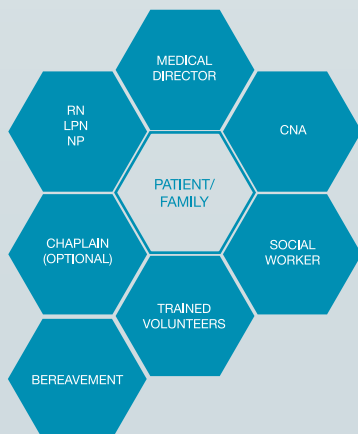 MEDICAL
DIRECTOR
RN
LPN
NP
CNA
PATIENT/
FAMILY
CHAPLAIN
(OPTIONAL)
SOCIAL
WORKER
TRAINED
VOLUNTEERS
BEREAVEMENT